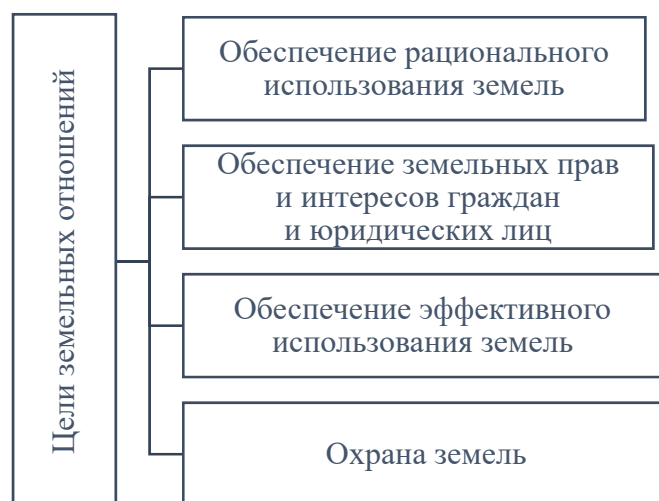 Цели земельных отношений
Обеспечение рационального
использования земель
Обеспечение земельных прав
и интересов граждан
и юридических лиц
Обеспечение эффективного
использования земель
Охрана земель